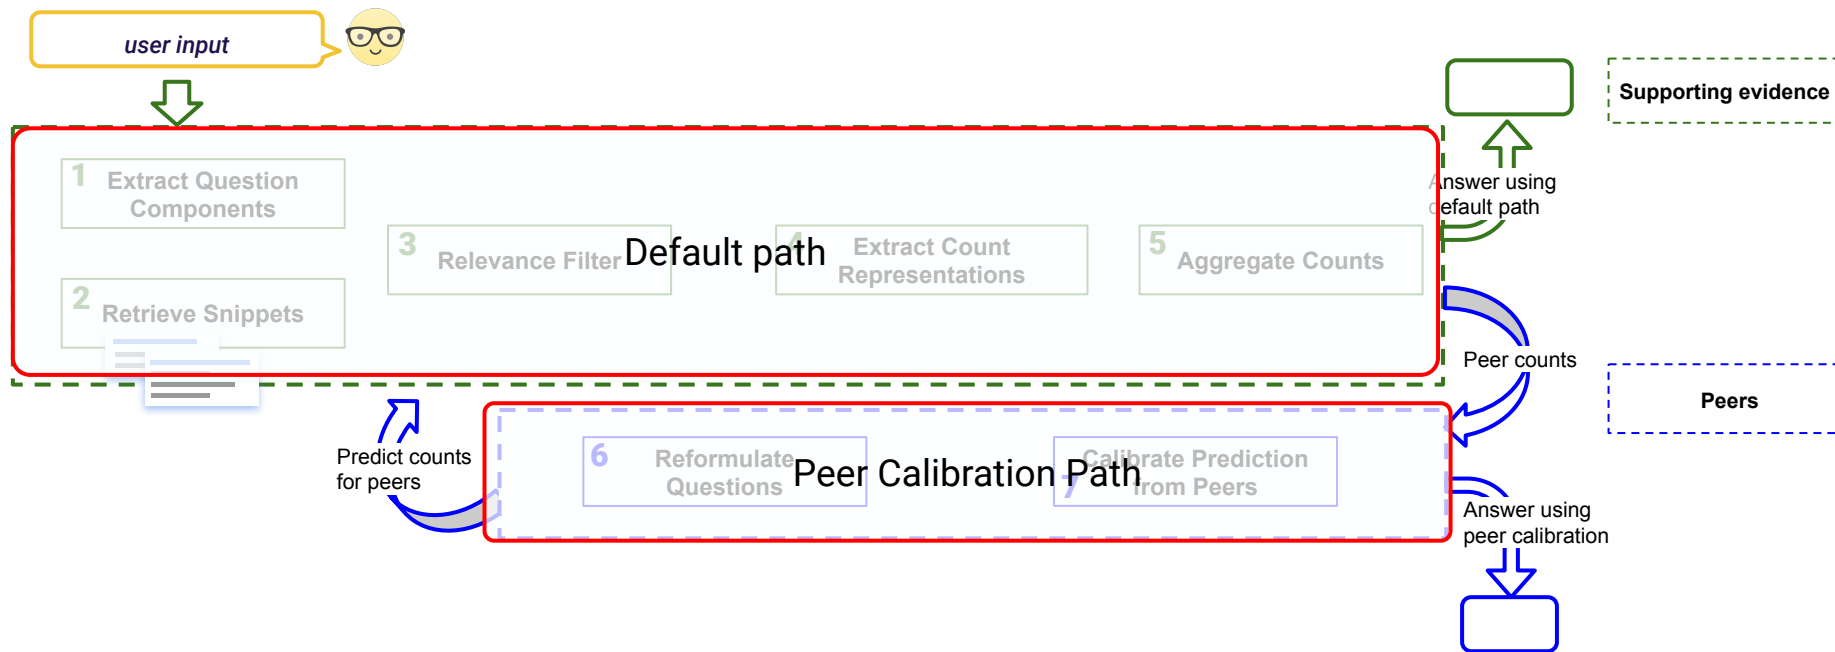 user input
Supporting evidence
1
Extract Question
Components
Answer using
default path
3
Relevance Filter
Default path
4
Extract Count
Representations
5
Aggregate Counts
2
Retrieve Snippets
Peer counts
Peers
Predict counts
for peers
6
Reformulate
Questions
Peer Calibration Path
7
Calibrate Prediction
from Peers
Answer using
peer calibration